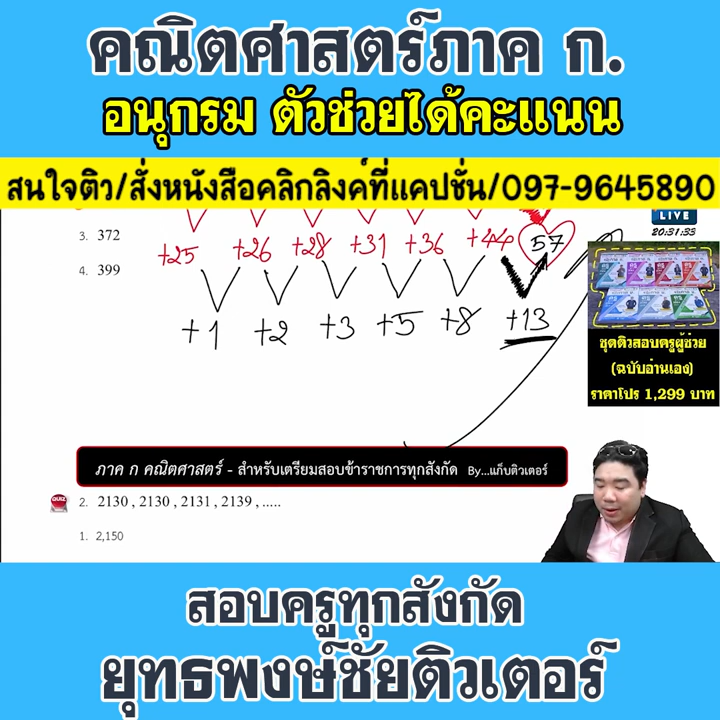 คณิตศาสตร์ภาค ก.
อนุกรม ตัวช่วยได้คะแนน
สนใจติว/สั่งหนังสือคลิกลิงค์ที่แคปชั่น/097-9645890
LIVE
20:31:33
3. 372
+25 +26 +28 +31 +36 +44 57
4. 399
+1 +2 +3 +5 +8 +13
ชุดติวสอบครูผู้ช่วย
(ฉบับอ่านเอง)
ราคาโปร 1,299 บาท
ภาค ก คณิตศาสตร์ - สำหรับเตรียมสอบข้าราชการทุกสังกัด By...แก๊บติวเตอร์
QUIZ
2. 2130 , 2130 , 2131 , 2139 , .....
1. 2,150
สอบครูทุกสังกัด
ยุทธพงษ์ชัยติวเตอร์